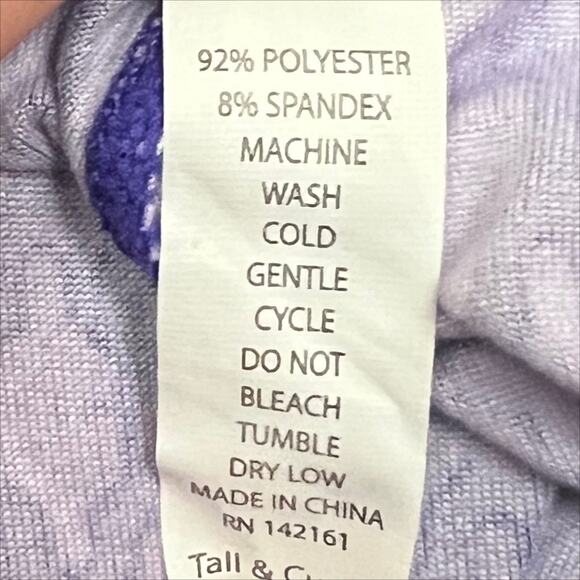 92% POLYESTER
8% SPANDEX
MACHINE
WASH
COLD
GENTLE
CYCLE
DO NOT
BLEACH
TUMBLE
DRY LOW
MADE IN CHINA
RN 142161
Tall &